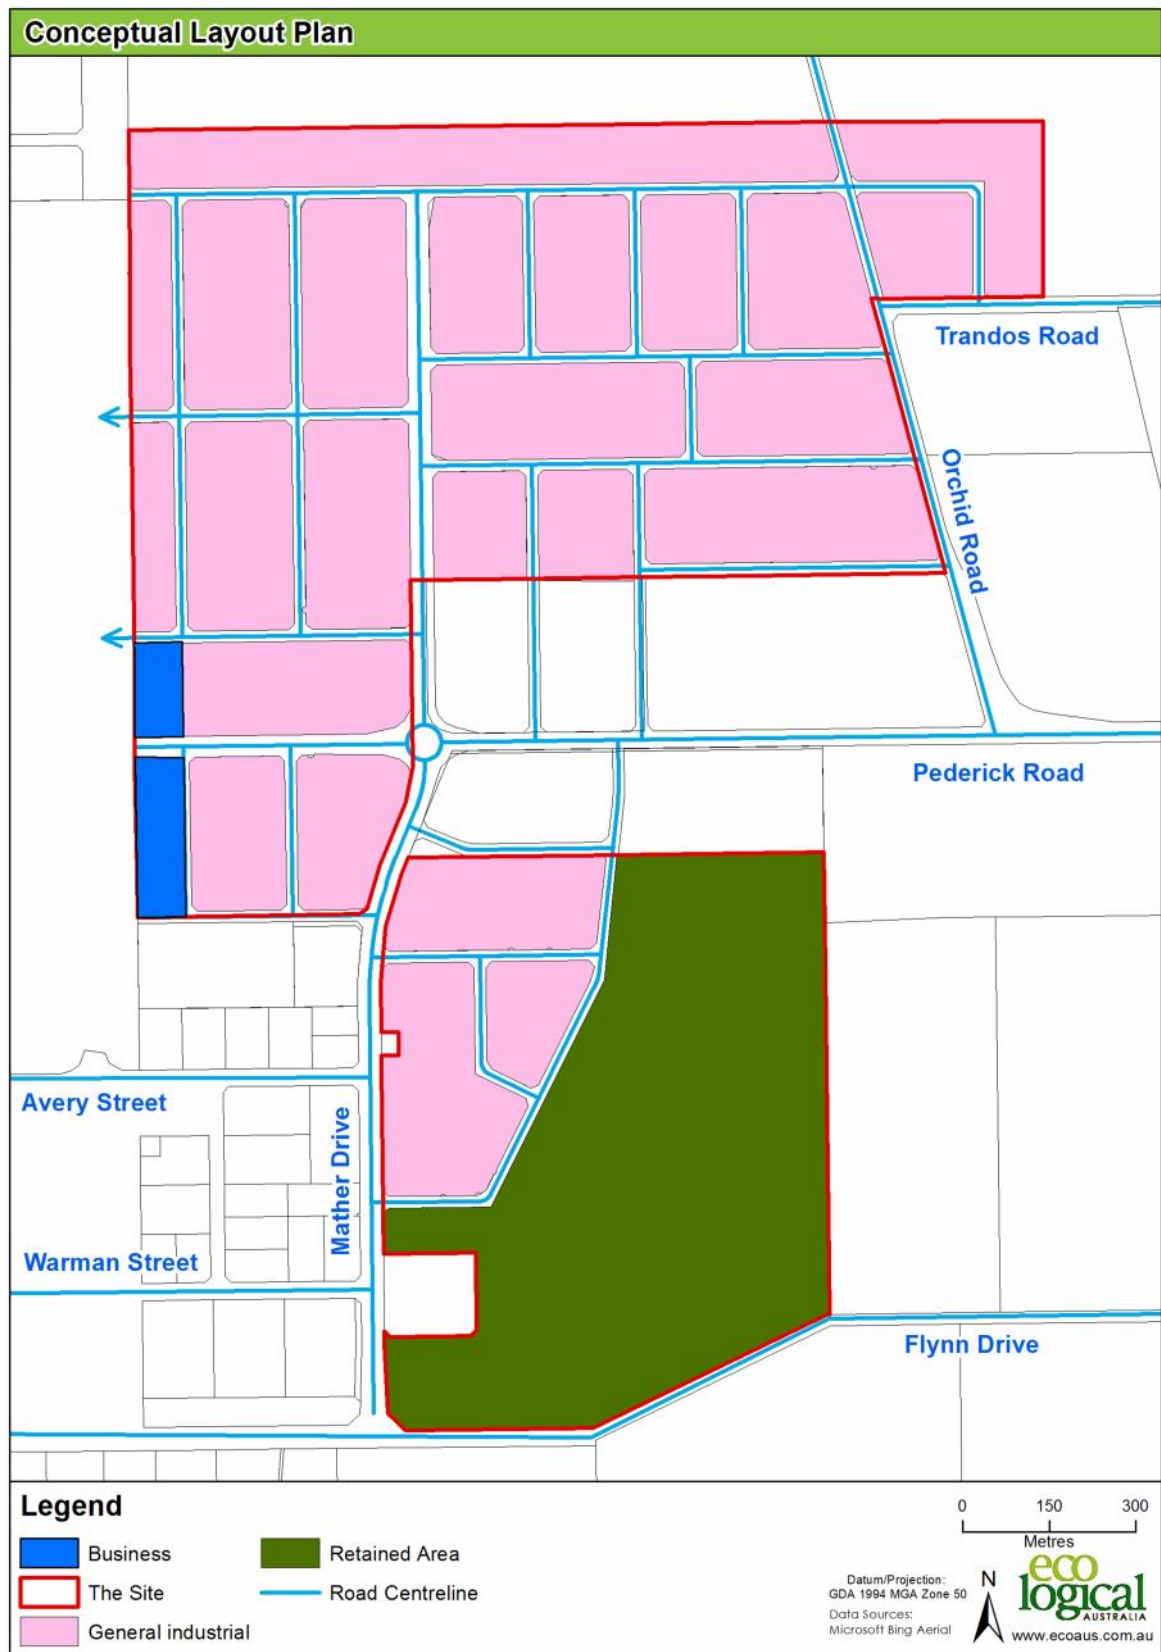 Conceptual Layout Plan
Trandos Road
Orchid Road
Pederick Road
Avery Street
Mather Drive
Warman Street
Flynn Drive
Legend
Business
The Site
General industrial
Retained Area
Road Centreline
0 150 300
Metres
Datum/Projection:
GDA 1994 MGA Zone 50
Data Sources:
Microsoft Bing Aerial
N
eco
logical
AUSTRALIA
www.ecoaus.com.au